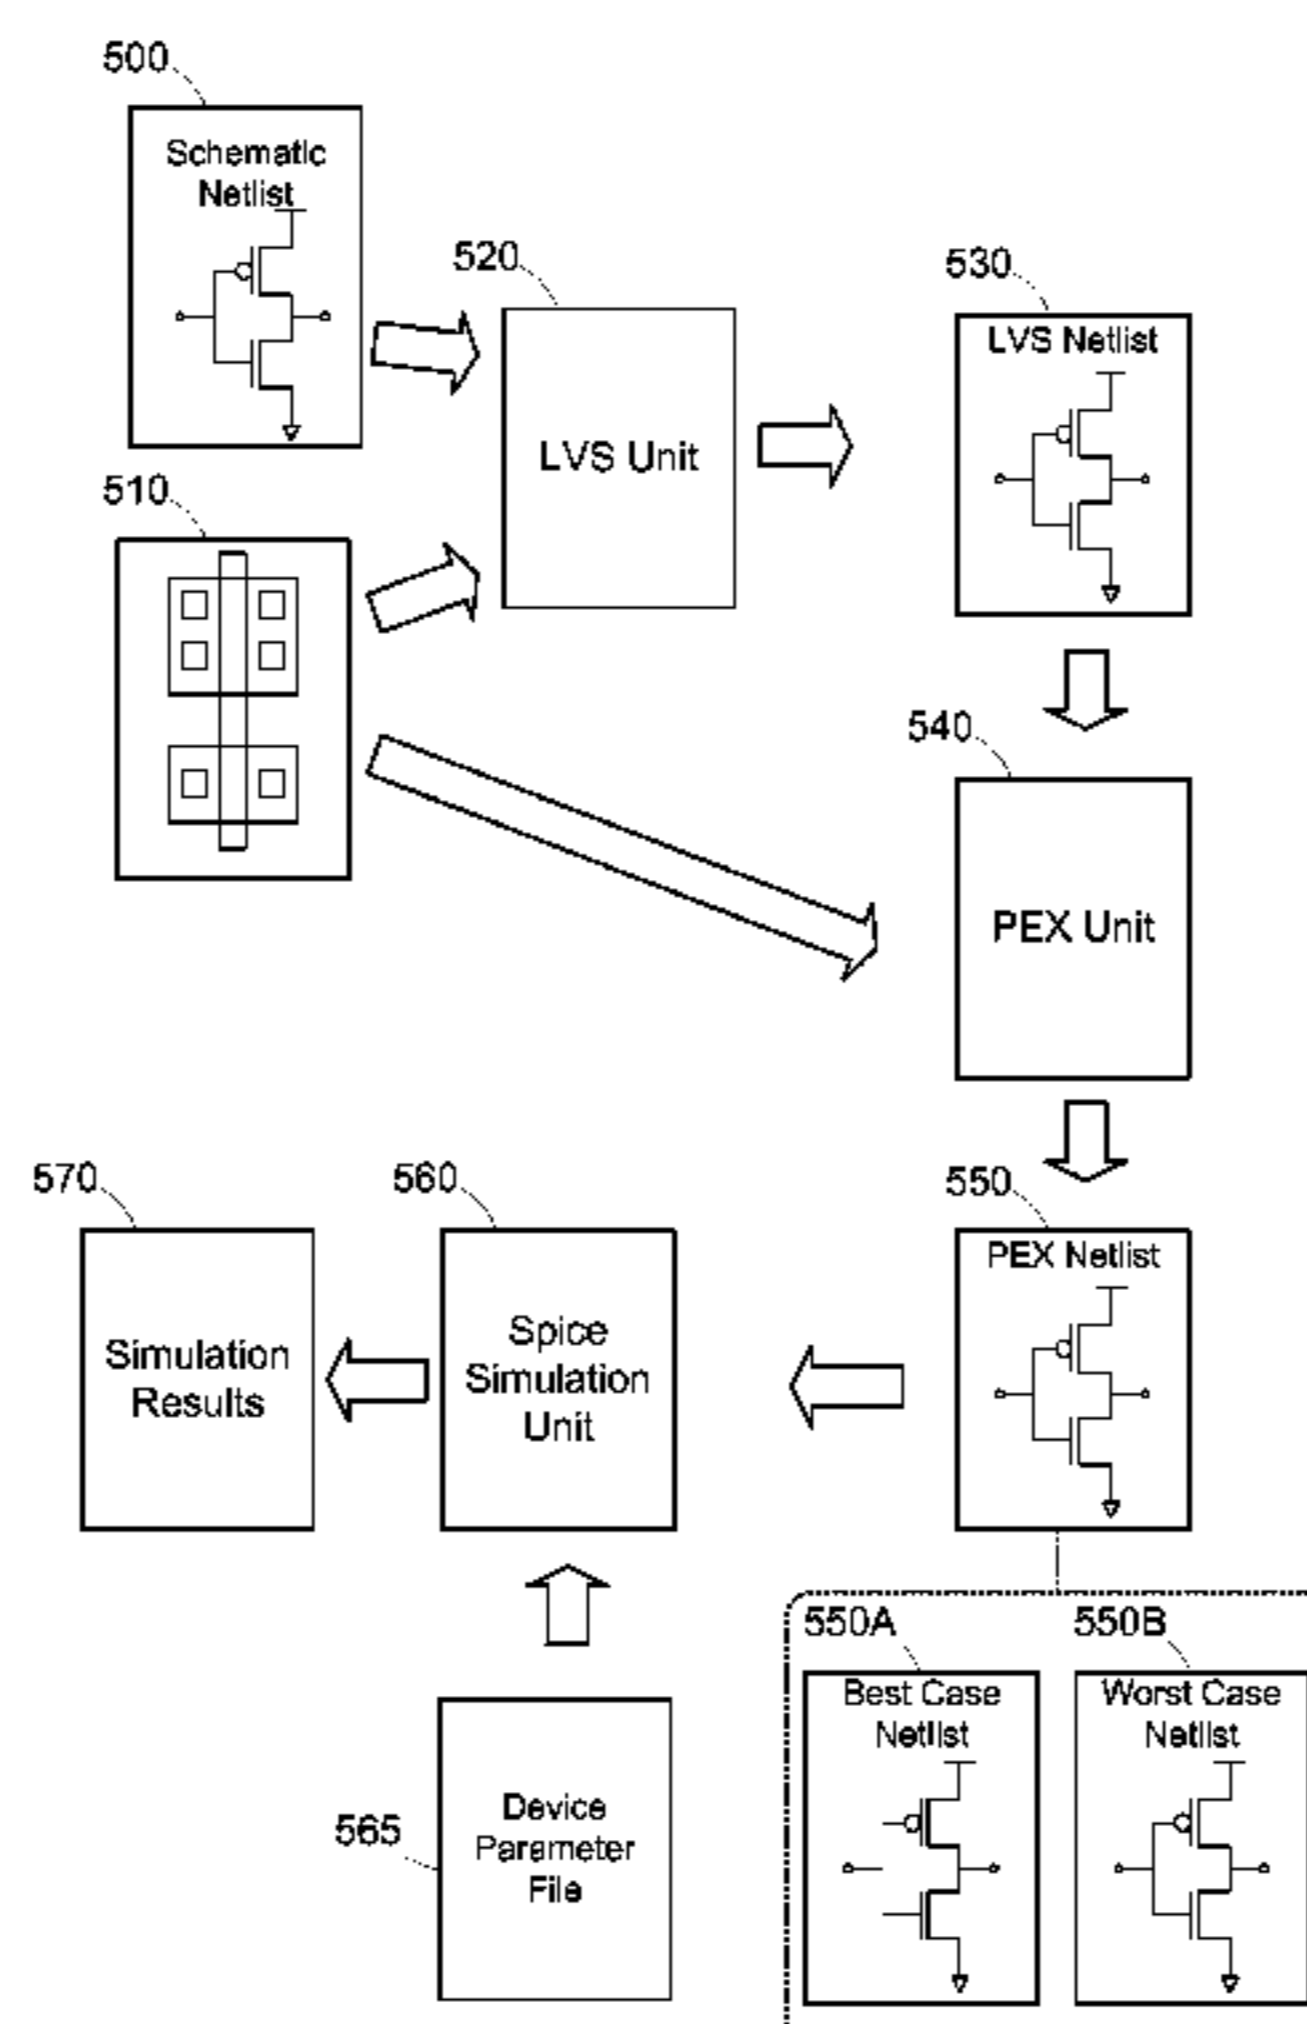 500
Schematic
Netlist
520
LVS Unit
530
LVS Netlist
510
540
PEX Unit
570
Simulation
Results
560
Spice
Simulation
Unit
550
PEX Netlist
565
Device
Parameter
File
550A
Best Case
Netlist
550B
Worst Case
Netlist